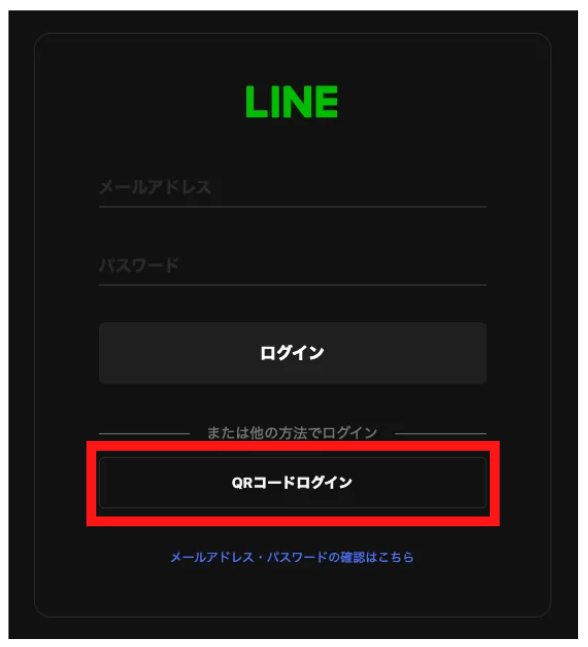 LINE
メールアドレス
パスワード
ログイン
または他の方法でログイン
QRコードログイン
メールアドレス・パスワードの確認はこちら